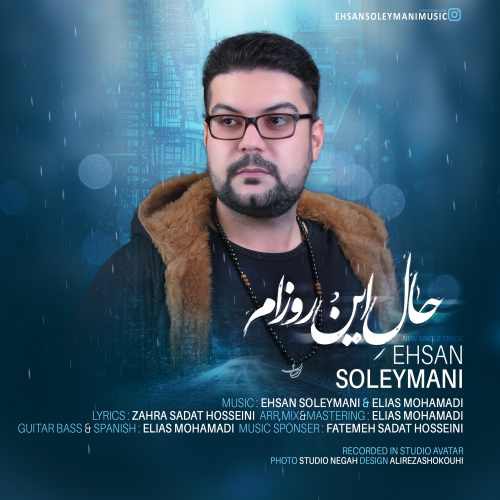 EHSANSOLEYMANIMUSIC
حالِ این روزام
EHSAN
SOLEYMANI
MUSIC : EHSAN SOLEYMANI & ELIAS MOHAMADI
LYRICS : ZAHRA SADAT HOSSEINI ARR,MIX&MASTERING : ELIAS MOHAMADI
GUITAR BASS & SPANISH : ELIAS MOHAMADI MUSIC SPONSER : FATEMEH SADAT HOSSEINI
RECORDED IN STUDIO AVATAR
PHOTO STUDIO NEGAH DESIGN ALIREZASHOKOUHI